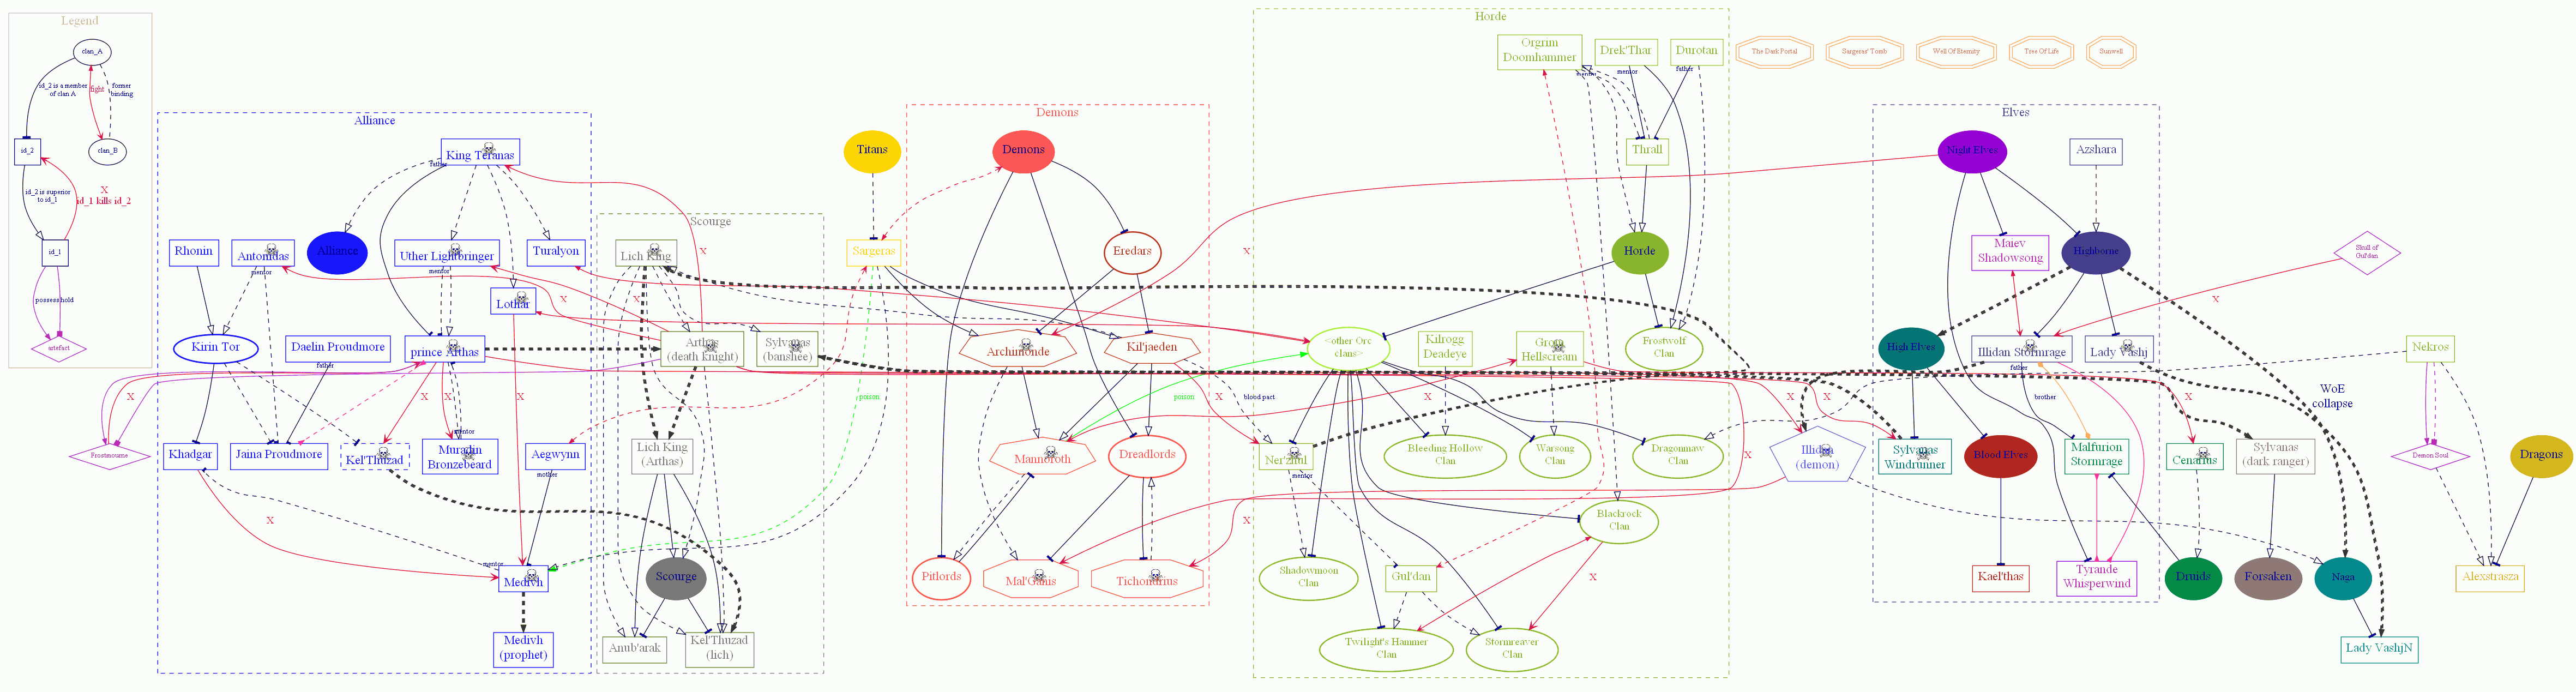 Legend
clan_A
id_2 is a member
of clan A
fight
former
binding
id_2
clan_B
id_2 is superior
to id_1
X
id_1 kills id_2
id_1
possess
hold
artefact
Alliance
King Teranas
father
Rhonin
Antonidas
mentor
Alliance
Uther Lightbringer
mentor
Turalyon
Lothar
Kirin Tor
Daelin Proudmore
father
prince Arthas
X
X
X
X
X
X
Frostmourne
Khadgar
Jaina Proudmore
Kel'Thuzad
mentor
Muradin
Bronzebeard
Aegwynn
mother
X
mentor
Medivh
Medivh
(prophet)
Scourge
Lich King
Arthas
(death knight)
Sylvanas
(banshee)
Lich King
(Arthas)
Scourge
Anub'arak
Kel'Thuzad
(lich)
Titans
Sargeras
poison
Demons
Demons
Eredars
Archimonde
Kil'jaeden
poison
X
blood pact
Mannoroth
Dreadlords
Pitlords
Mal'Ganis
Tichondrius
X
X
Horde
Orgrim
Doomhammer
mentor
Drek'Thar
mentor
Durotan
father
Thrall
Horde
<other Orc
clans>
Kilrogg
Deadeye
Grom
Hellscream
Frostwolf
Clan
X
Ner'zhul
mentor
Bleeding Hollow
Clan
Warsong
Clan
Dragonmaw
Clan
Blackrock
Clan
Shadowmoon
Clan
Gul'dan
X
Twilight's Hammer
Clan
Stormreaver
Clan
The Dark Portal
Sargeras' Tomb
Well Of Eternity
Tree Of Life
Sunwell
X
X
X
Illidan
(demon)
Elves
Night Elves
Azshara
Maiev
Shadowsong
Highborne
High Elves
Illidan Stormrage
father
Lady Vashj
brother
Sylvanas
Windrunner
Blood Elves
Malfurion
Stormrage
Kael'thas
Tyrande
Whisperwind
Skull of
Gul'dan
X
X
WoE
collapse
Cenarius
Sylvanas
(dark ranger)
Druids
Forsaken
Naga
Lady VashjN
Nekros
Demon Soul
Dragons
Alexstrasza